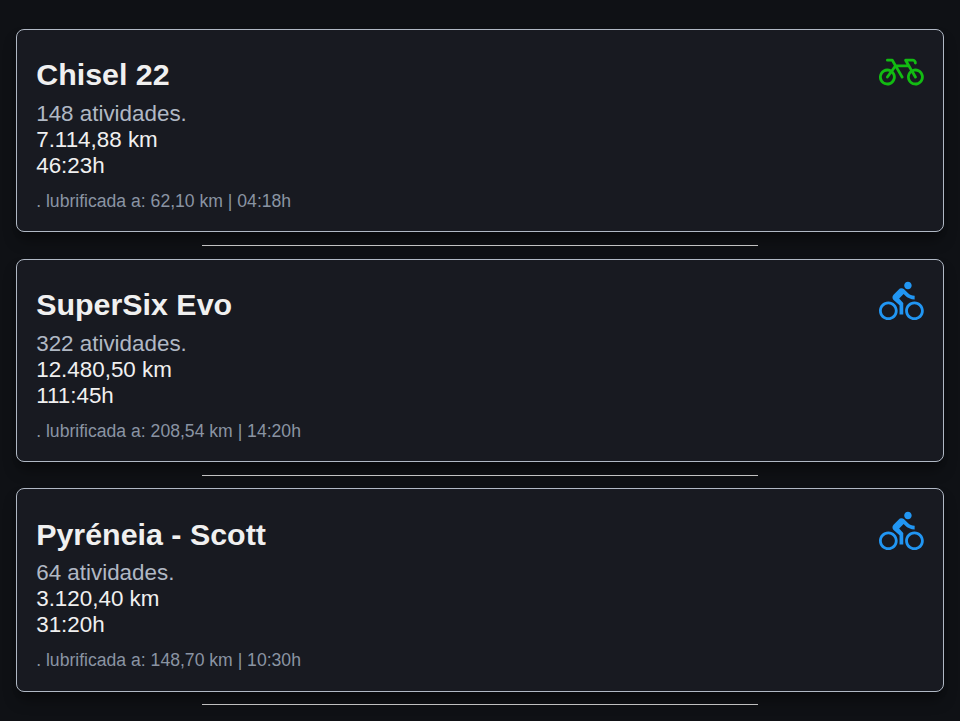 Chisel 22
148 atividades.
7.114,88 km
46:23h
. lubrificada a: 62,10 km | 04:18h
SuperSix Evo
322 atividades.
12.480,50 km
111:45h
. lubrificada a: 208,54 km | 14:20h
Pyréneia - Scott
64 atividades.
3.120,40 km
31:20h
. lubrificada a: 148,70 km | 10:30h